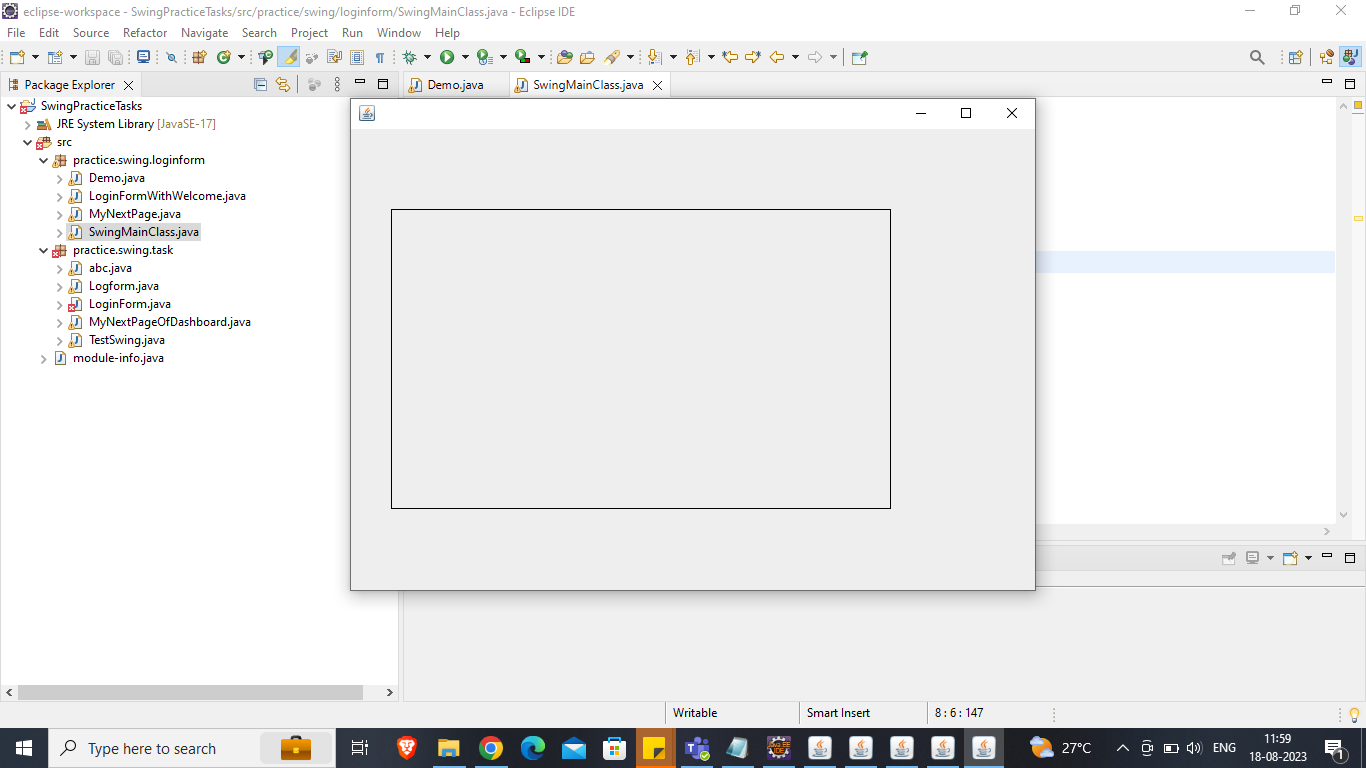 eclipse-workspace - SwingPracticeTasks/src/practice/swing/loginform/SwingMainClass.java - Eclipse IDE
File Edit Source Refactor Navigate Search Project Run Window Help
Package Explorer
Demo.java
SwingMainClass.java
SwingPracticeTasks
JRE System Library [JavaSE-17]
src
practice.swing.loginform
Demo.java
LoginFormWithWelcome.java
MyNextPage.java
SwingMainClass.java
practice.swing.task
abc.java
Logform.java
LoginForm.java
MyNextPageOfDashboard.java
TestSwing.java
module-info.java
Writable
Smart Insert
8 : 6 : 147
Type here to search
27°C
ENG
11:59
18-08-2023
1